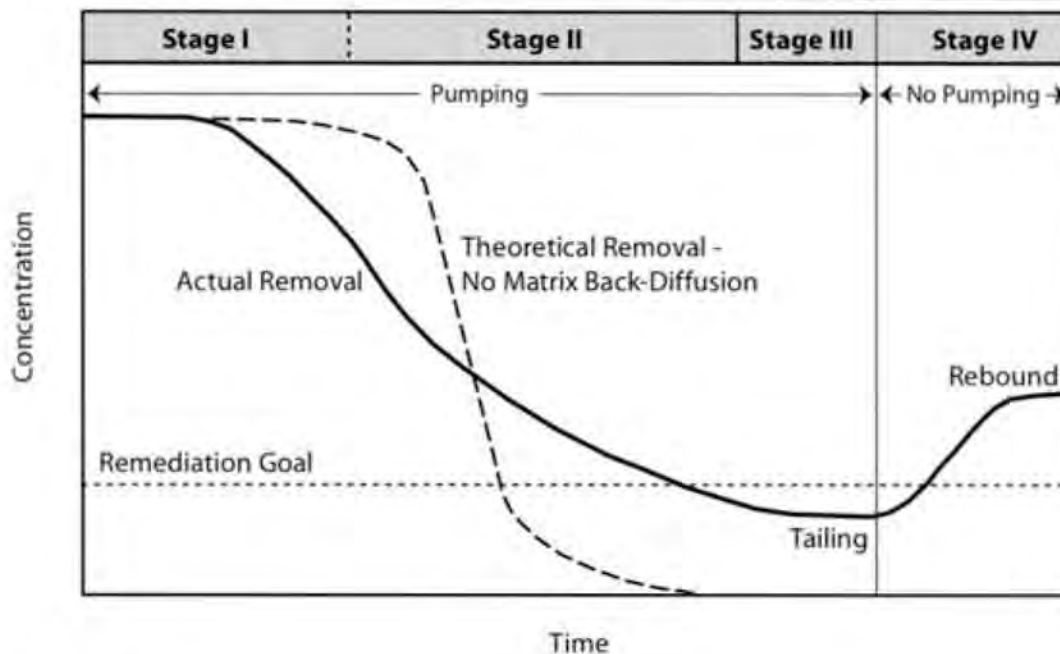 Stage I
Stage II
Stage III
Stage IV
Pumping
No Pumping
Concentration
Theoretical Removal -
No Matrix Back-Diffusion
Actual Removal
Rebound
Remediation Goal
Tailing
Time